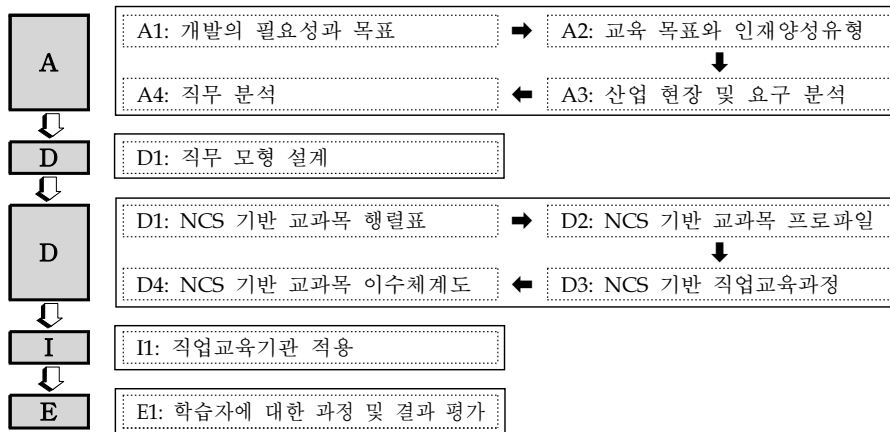 A
A1: 개발의 필요성과 목표
A2: 교육 목표와 인재양성유형
A4: 직무 분석
A3: 산업 현장 및 요구 분석
D
D1: 직무 모형 설계
D
D1: NCS 기반 교과목 행렬표
D2: NCS 기반 교과목 프로파일
D4: NCS 기반 교과목 이수체계도
D3: NCS 기반 직업교육과정
I
I1: 직업교육기관 적용
E
E1: 학습자에 대한 과정 및 결과 평가